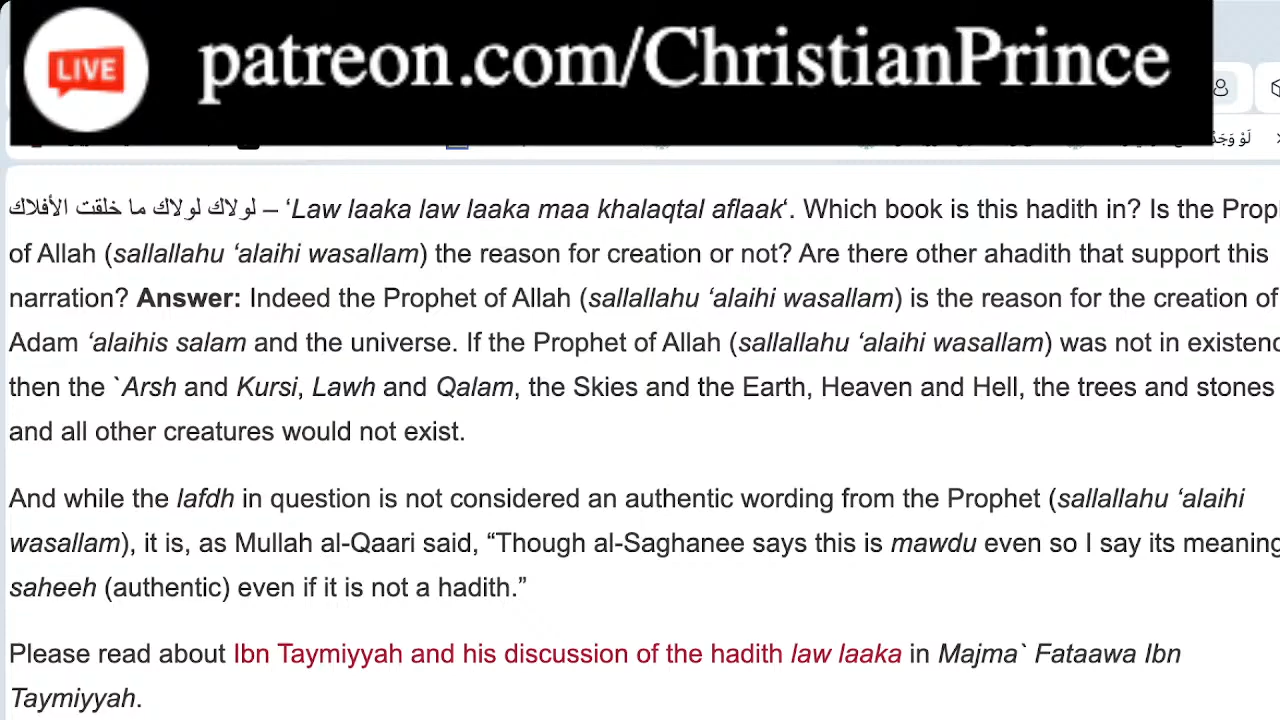 LIVE
patreon.com/ChristianPrince
لَوْ
لولاك لولاك ما خلقت الأفلاك – ‘Law laaka law laaka maa khalaqtal aflaak‘. Which book is this hadith in? Is the
of Allah (sallallahu ‘alaihi wasallam) the reason for creation or not? Are there other ahadith that support this
narration? Answer: Indeed the Prophet of Allah (sallallahu ‘alaihi wasallam) is the reason for the creation of
Adam ‘alaihis salam and the universe. If the Prophet of Allah (sallallahu ‘alaihi wasallam) was not in
then the `Arsh and Kursi, Lawh and Qalam, the Skies and the Earth, Heaven and Hell, the trees and stones
and all other creatures would not exist.
And while the lafdh in question is not considered an authentic wording from the Prophet (sallallahu ‘alaihi
wasallam), it is, as Mullah al-Qaari said, “Though al-Saghanee says this is mawdu even so I say its meaning
saheeh (authentic) even if it is not a hadith.”
Please read about Ibn Taymiyyah and his discussion of the hadith law laaka in Majma` Fataawa Ibn
Taymiyyah.